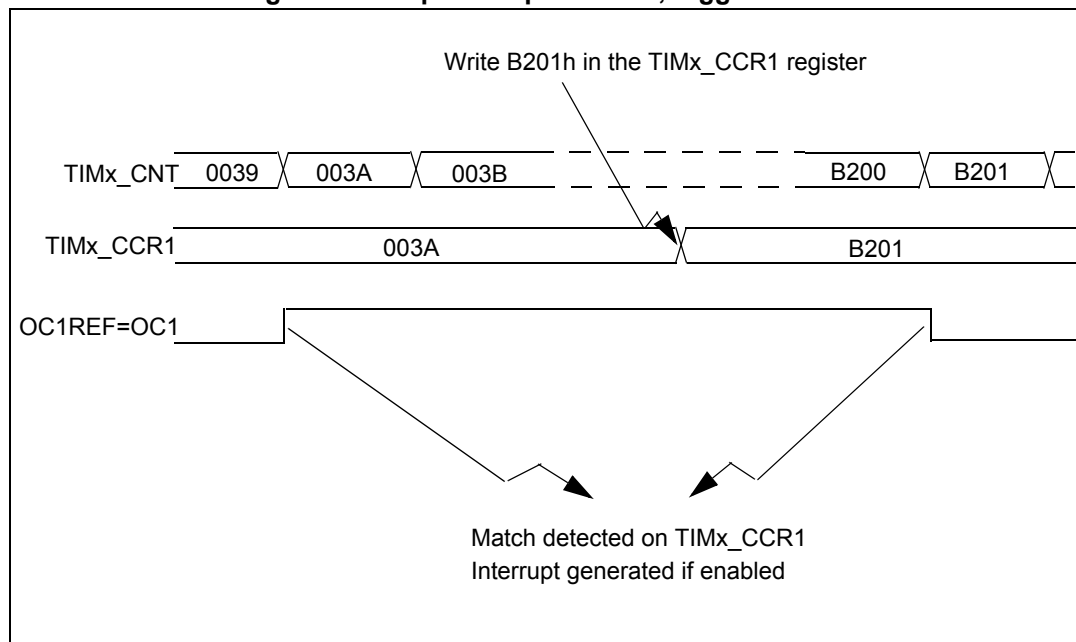 Write B201h in the TIMx_CCR1 register
TIMx_CNT 0039 003A 003B B200 B201
TIMx_CCR1 003A B201
OC1REF=OC1
Match detected on TIMx_CCR1
Interrupt generated if enabled